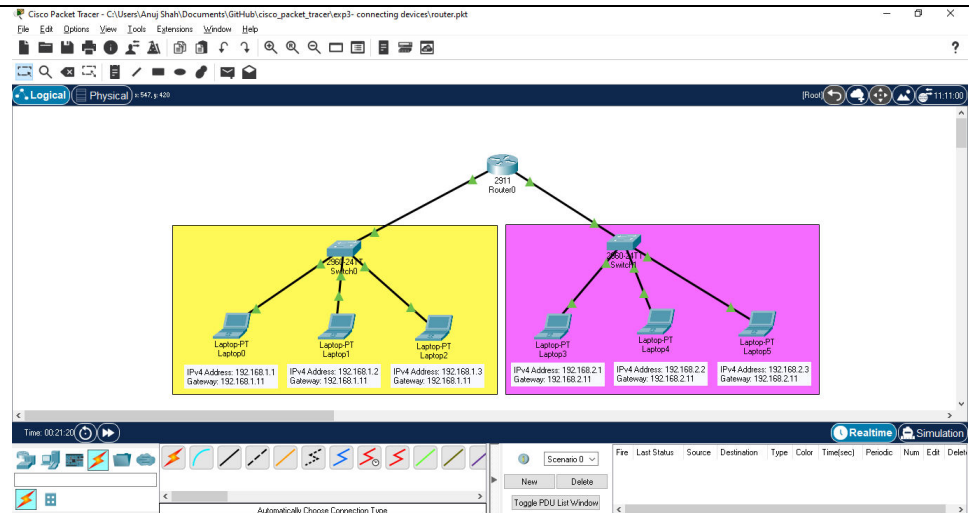 Cisco Packet Tracer - C:\Users\Anuj Shah\Documents\GitHub\cisco_packet_tracer\exp3- connecting devices\router.pkt
File Edit Options View Tools Extensions Window Help
?
Logical Physical x: 547, y: 420 [Root] 11:11:00
2911
Router0
2960-24TT
Switch0
2960-24TT
Switch1
Laptop-PT
Laptop0
Laptop-PT
Laptop1
Laptop-PT
Laptop2
Laptop-PT
Laptop3
Laptop-PT
Laptop4
Laptop-PT
Laptop5
IPv4 Address: 192.168.1.1
Gateway: 192.168.1.11
IPv4 Address: 192.168.1.2
Gateway: 192.168.1.11
IPv4 Address: 192.168.1.3
Gateway: 192.168.1.11
IPv4 Address: 192.168.2.1
Gateway: 192.168.2.11
IPv4 Address: 192.168.2.2
Gateway: 192.168.2.11
IPv4 Address: 192.168.2.3
Gateway: 192.168.2.11
Time: 00:21:20 Realtime Simulation
Scenario 0
New Delete
Toggle PDU List Window
Fire Last Status Source Destination Type Color Time(sec) Periodic Num Edit Delete
Automatically Choose Connection Type